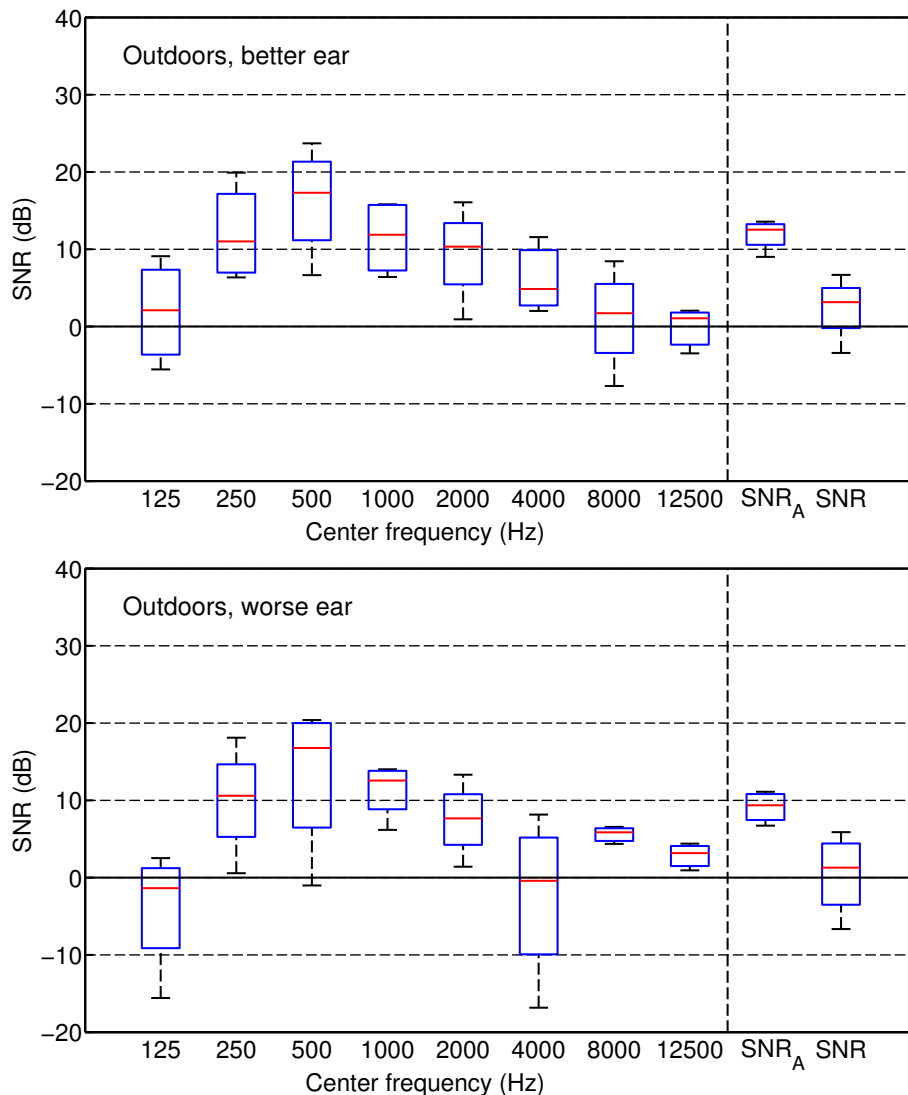 40
Outdoors, better ear
30
20
10
0
−10
−20
SNR (dB)
125 250 500 1000 2000 4000 8000 12500 SNR_A SNR
Center frequency (Hz)
40
Outdoors, worse ear
30
20
10
0
−10
−20
SNR (dB)
125 250 500 1000 2000 4000 8000 12500 SNR_A SNR
Center frequency (Hz)